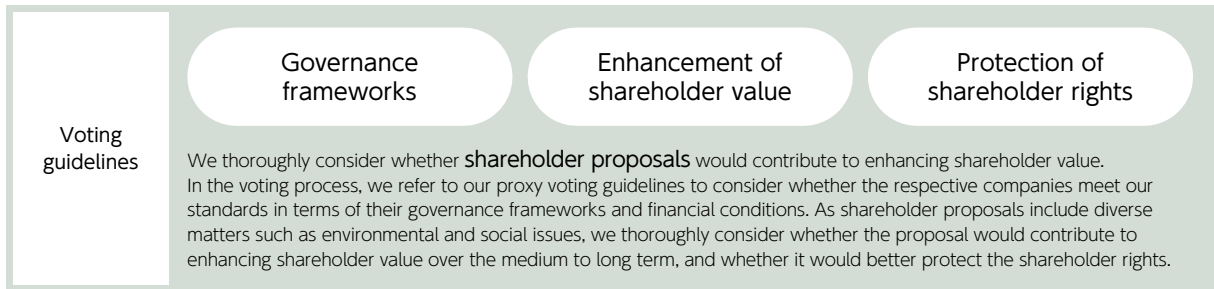 Voting
guidelines
Governance
frameworks
Enhancement of
shareholder value
Protection of
shareholder rights
We thoroughly consider whether shareholder proposals would contribute to enhancing shareholder value.
In the voting process, we refer to our proxy voting guidelines to consider whether the respective companies meet our
standards in terms of their governance frameworks and financial conditions. As shareholder proposals include diverse
matters such as environmental and social issues, we thoroughly consider whether the proposal would contribute to
enhancing shareholder value over the medium to long term, and whether it would better protect the shareholder rights.